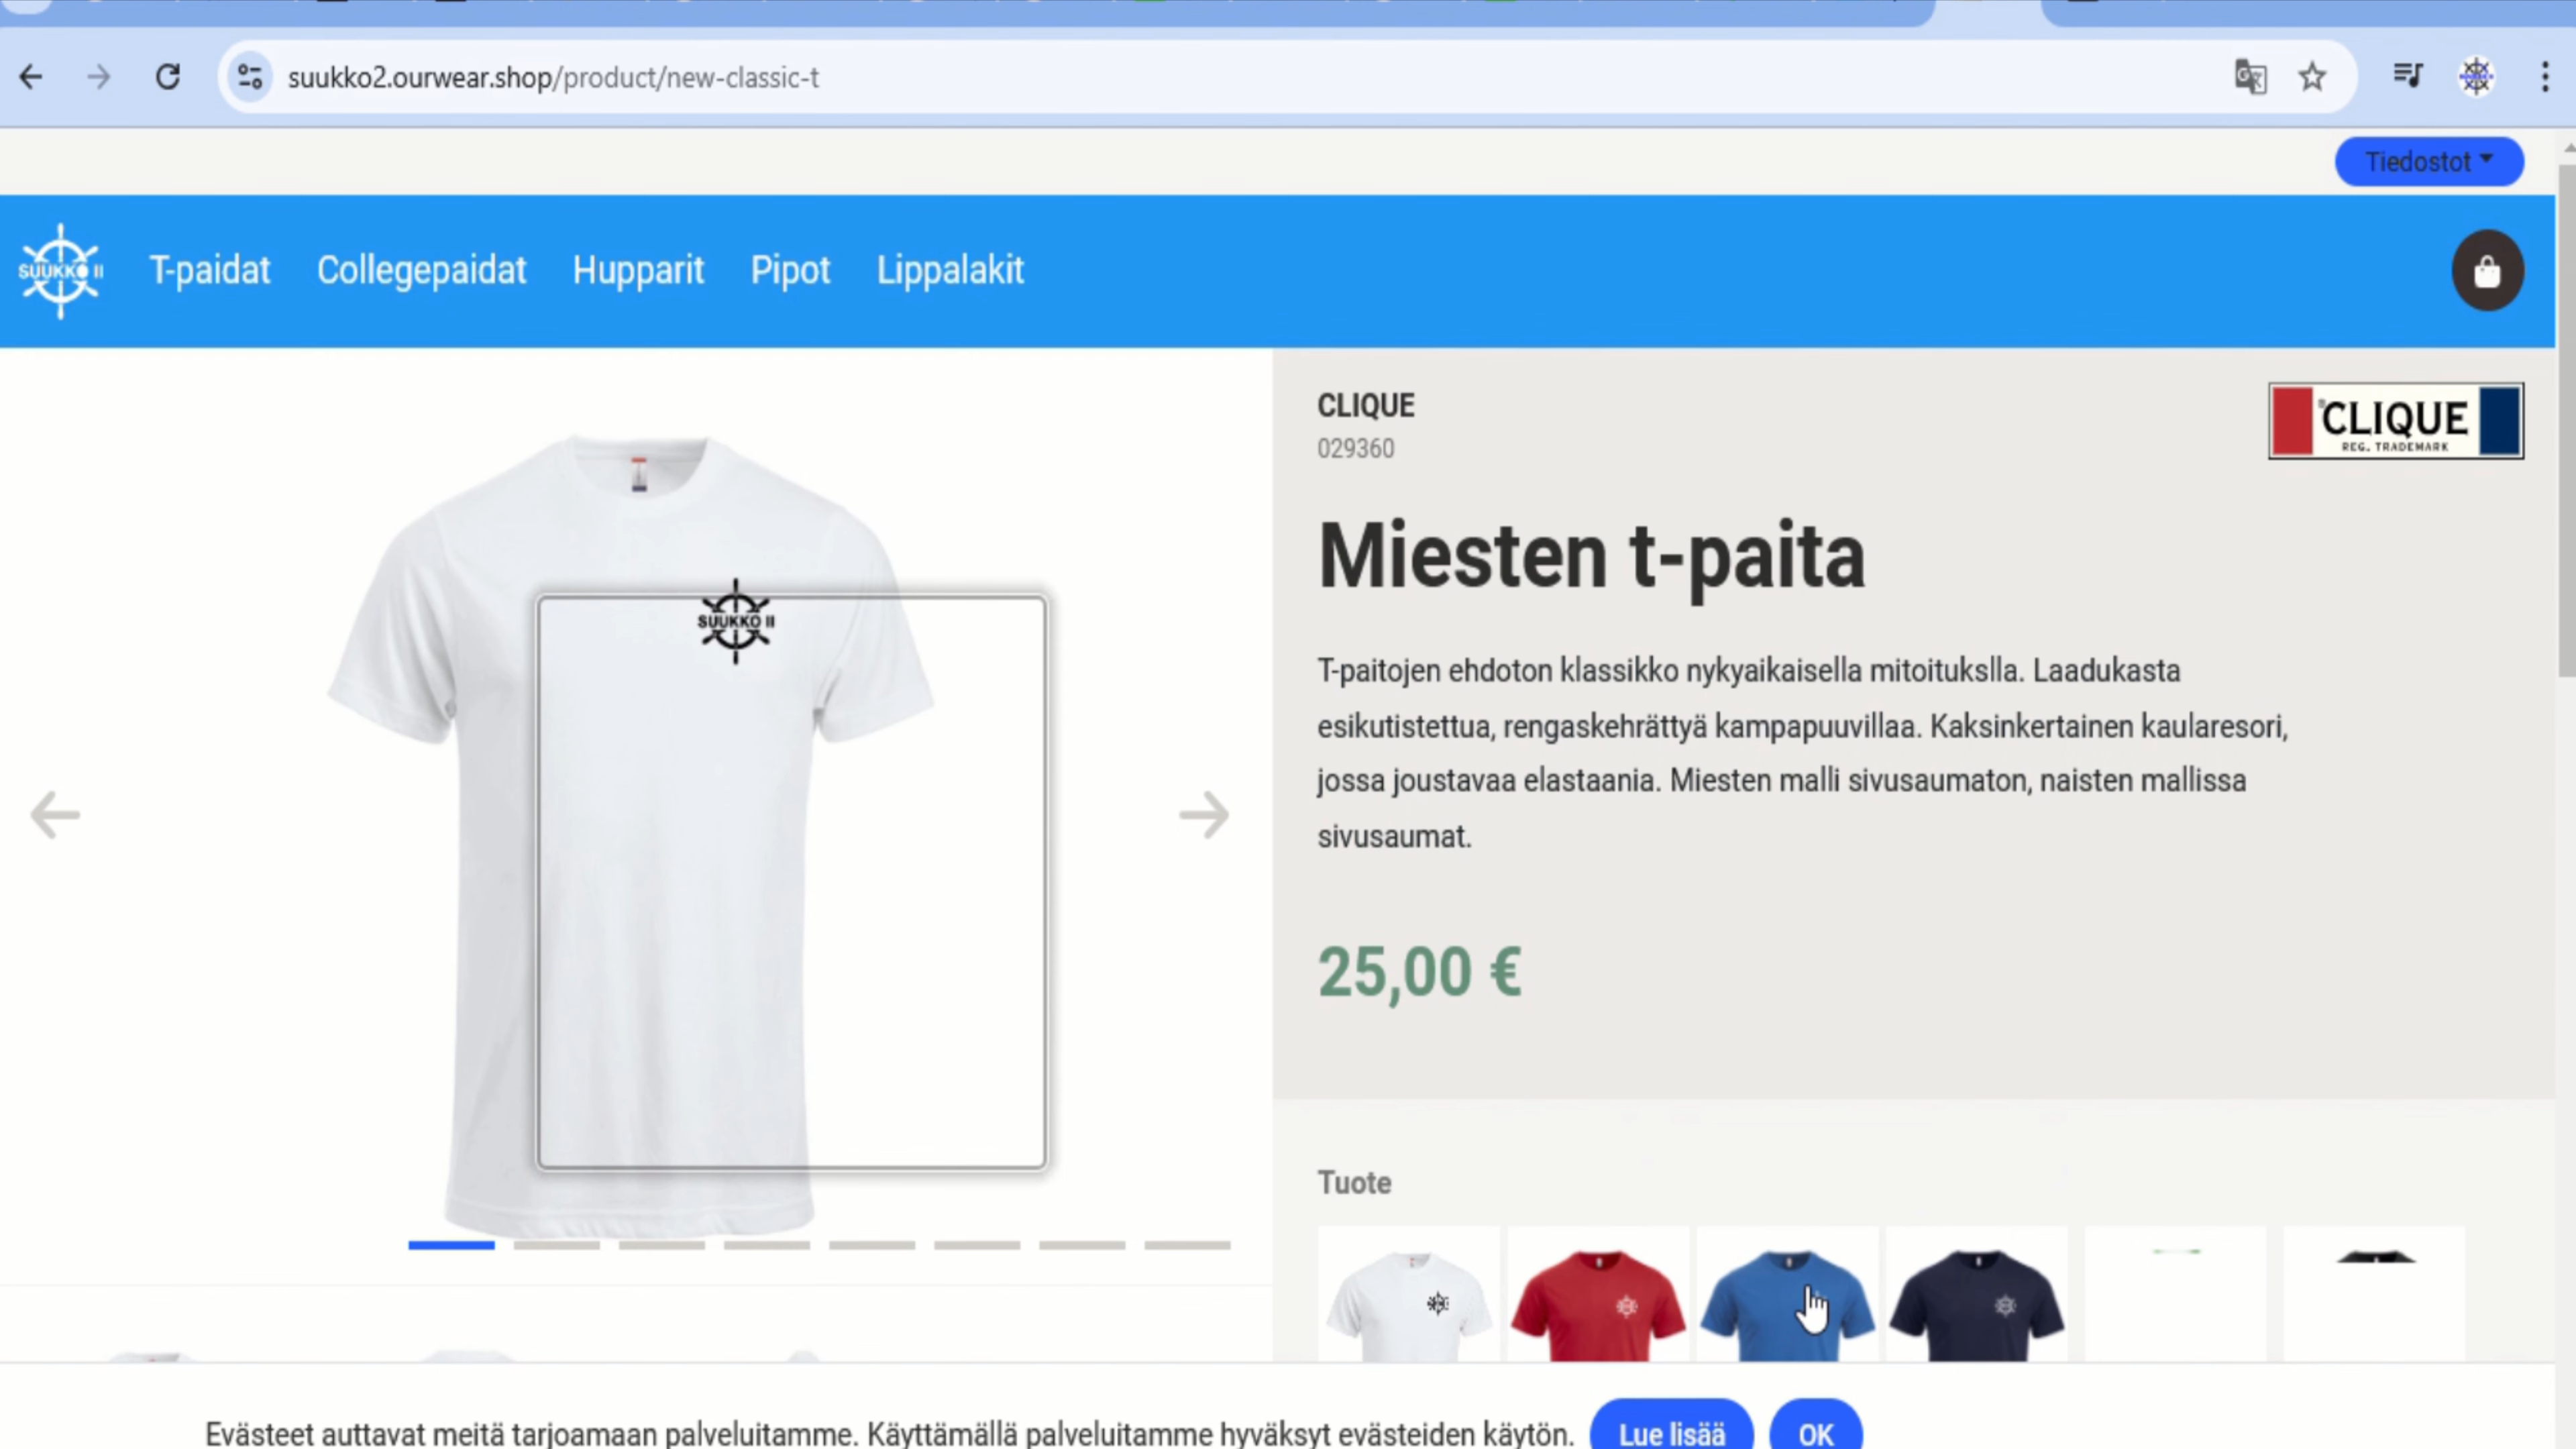 suukko2.ourwear.shop/product/new-classic-t
Tiedostot
SUUKKO II
T-paidat Collegepaidat Hupparit Pipot Lippalakit
CLIQUE
029360
CLIQUE
REG. TRADEMARK
Miesten t-paita
SUUKKO II
T-paitojen ehdoton klassikko nykyaikaisella mitoitukslla. Laadukasta
esikutistettua, rengaskehrättyä kampapuuvillaa. Kaksinkertainen kaularesori,
jossa joustavaa elastaania. Miesten malli sivusaumaton, naisten mallissa
sivusaumat.
25,00 €
Tuote
Evästeet auttavat meitä tarjoamaan palveluitamme. Käyttämällä palveluitamme hyväksyt evästeiden käytön. Lue lisää OK